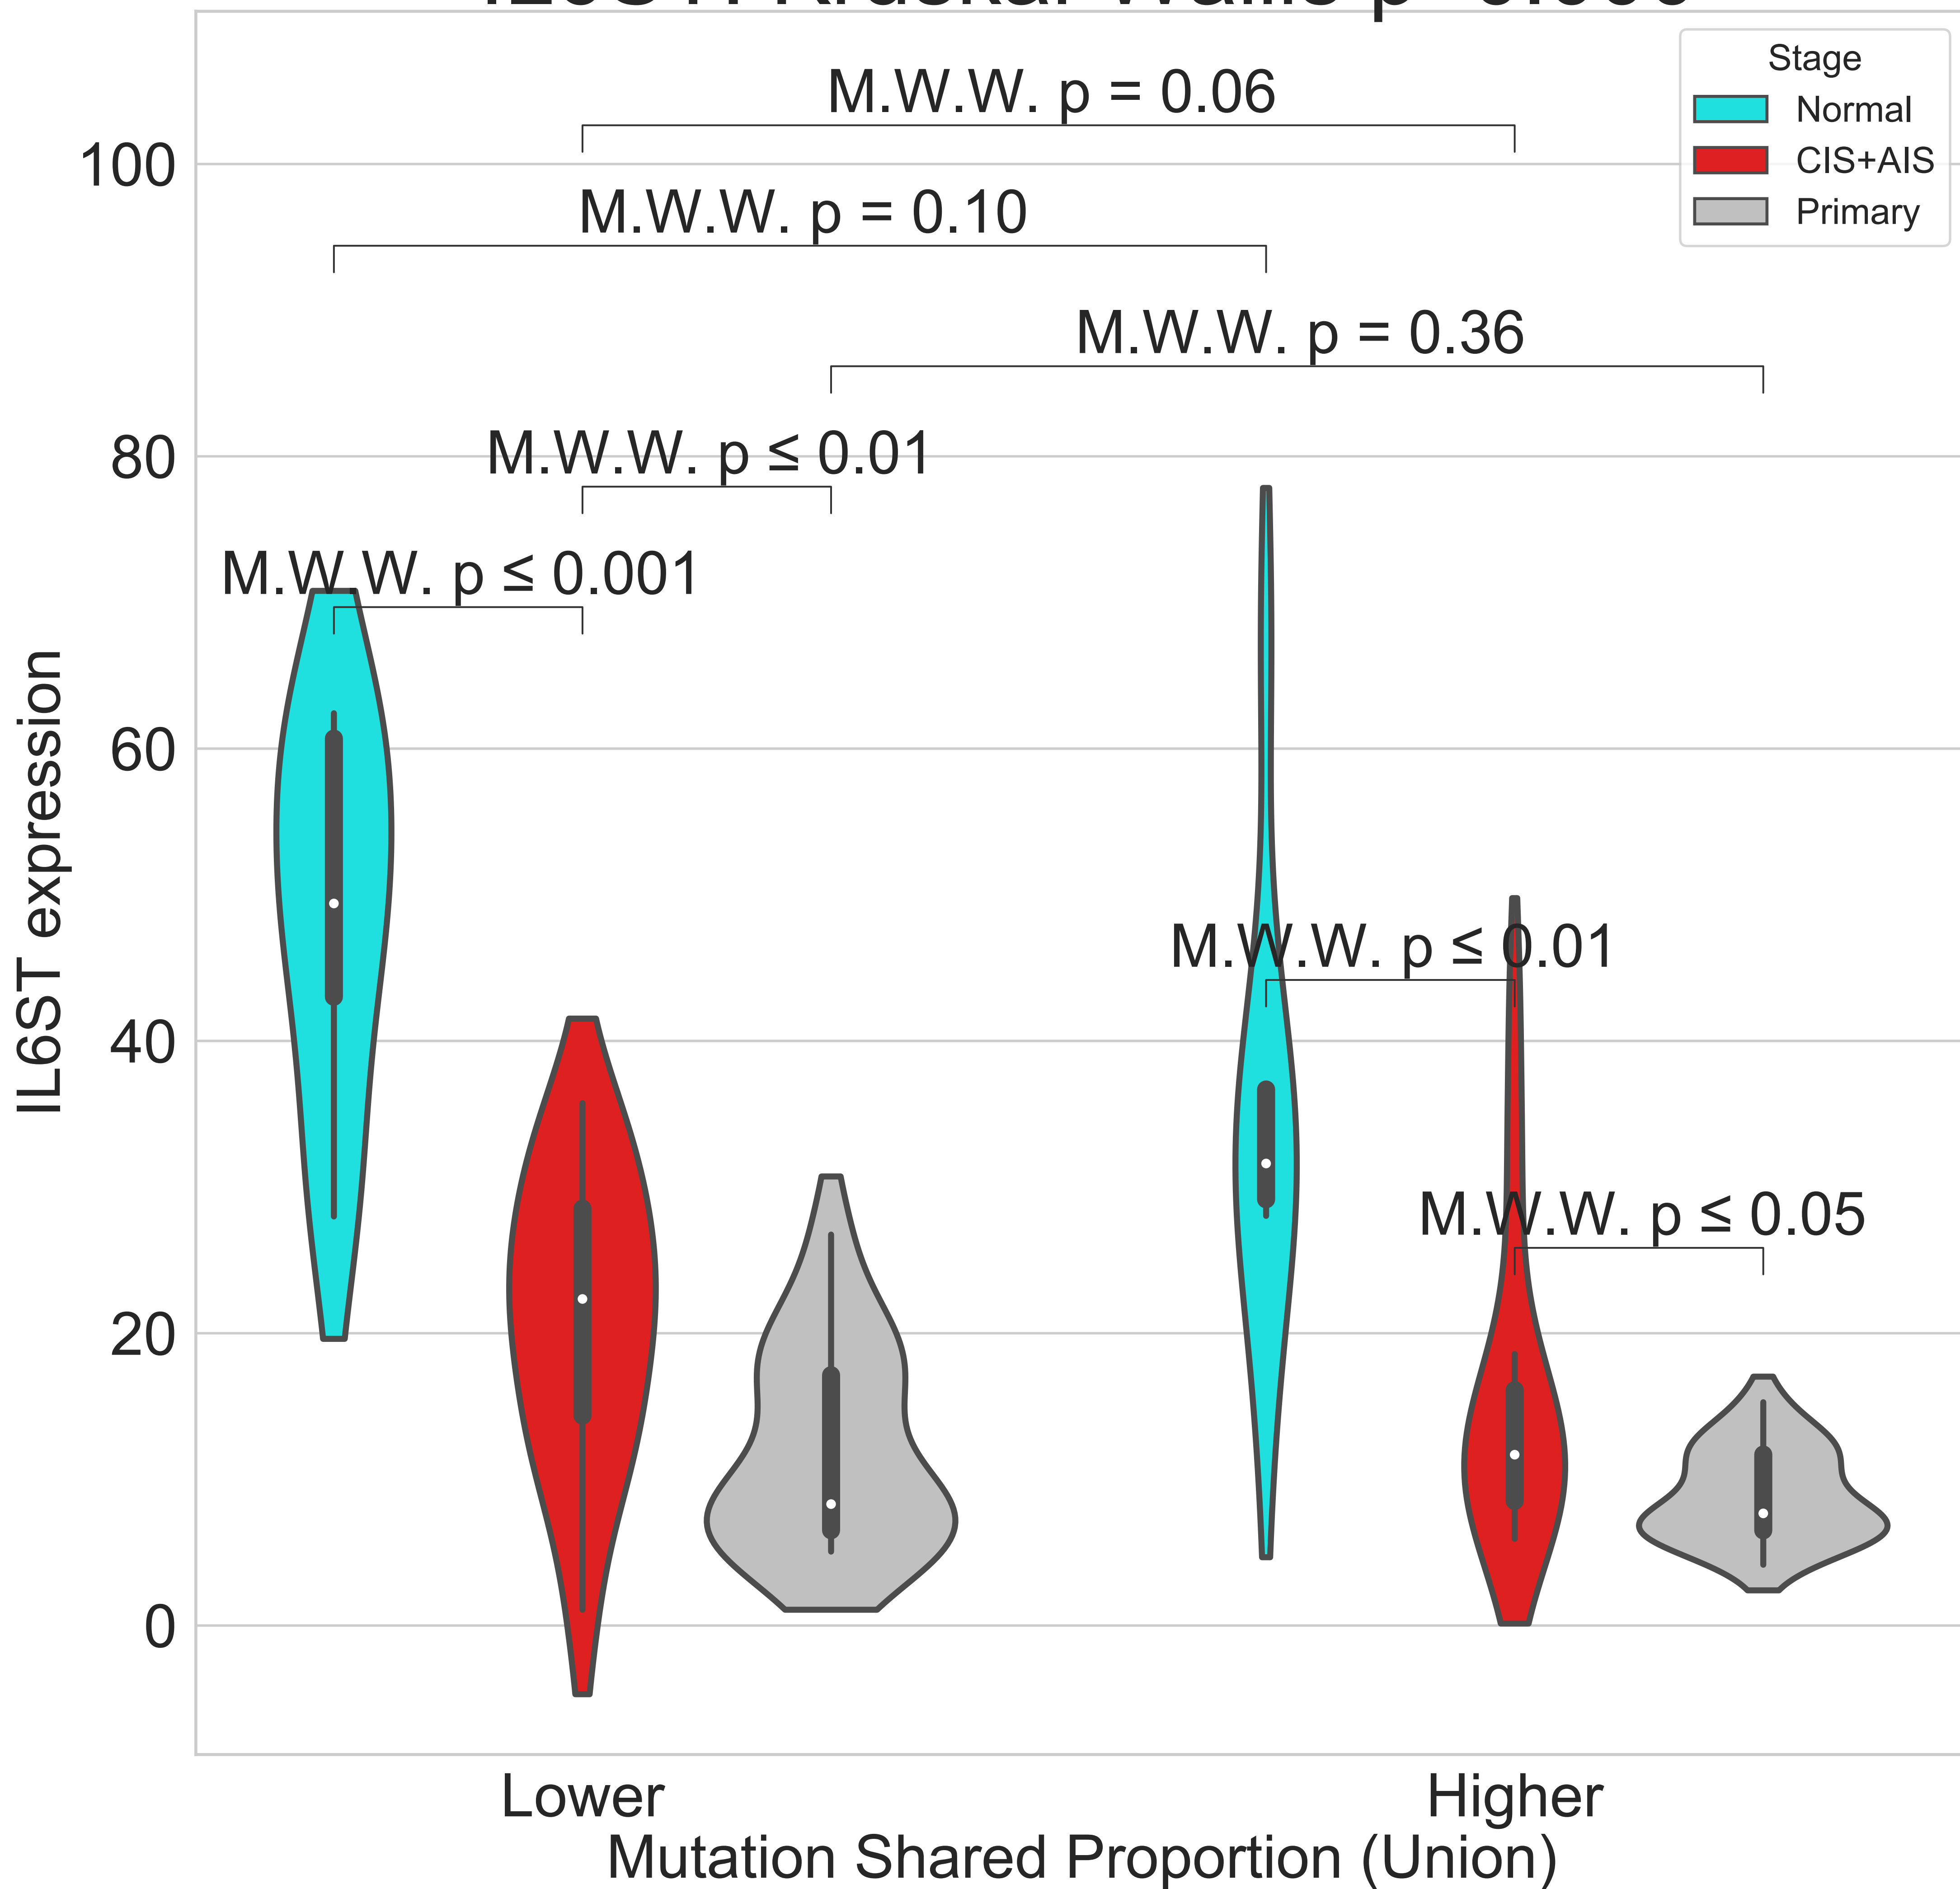 Stage
Normal
CIS+AIS
Primary
M.W.W. p = 0.06
100
M.W.W. p = 0.10
M.W.W. p = 0.36
M.W.W. p ≤ 0.01
80
M.W.W. p ≤ 0.001
60
M.W.W. p ≤ 0.01
40
M.W.W. p ≤ 0.05
20
0
IL6ST expression
Lower
Higher
Mutation Shared Proportion (Union)